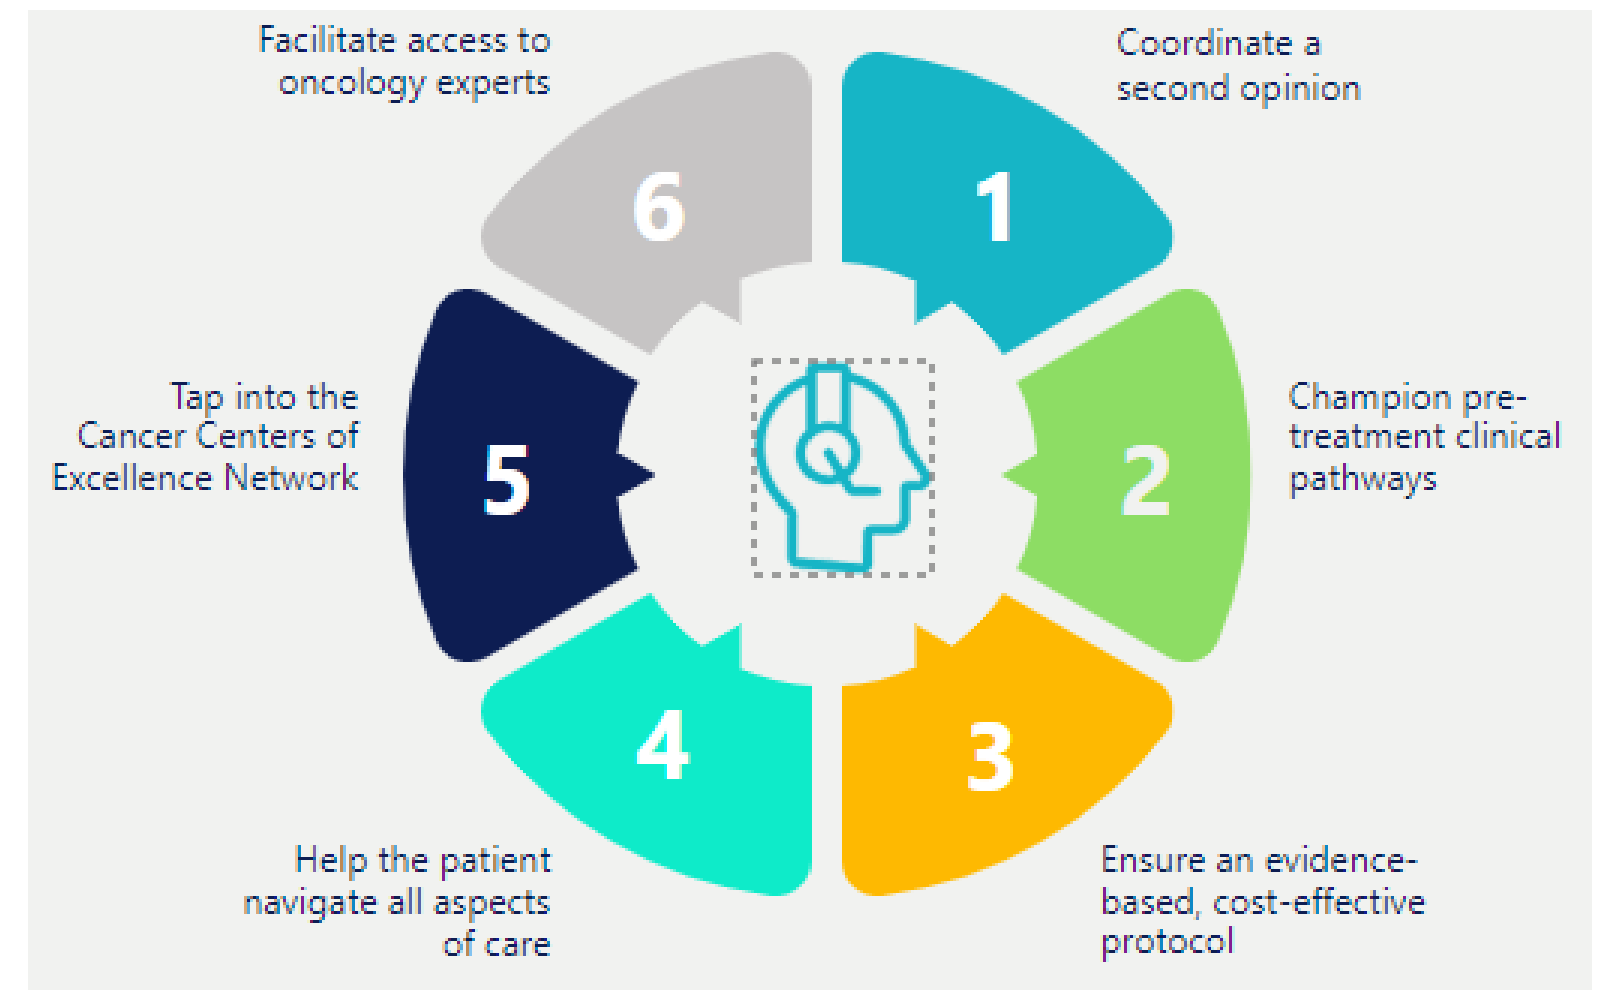 Facilitate access to
oncology experts
Coordinate a
second opinion
6
1
Tap into the
Cancer Centers of
Excellence Network
5
2
Champion pre-
treatment clinical
pathways
4
3
Help the patient
navigate all aspects
of care
Ensure an evidence-
based, cost-effective
protocol